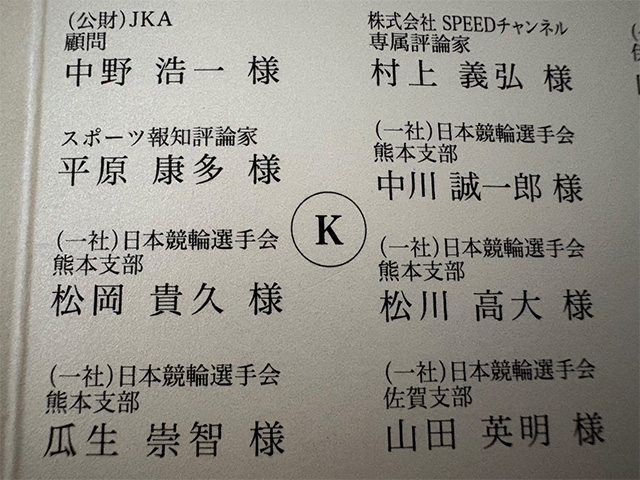 (公財)JKA
顧問
中野 浩一 様
株式会社 SPEEDチャンネル
専属評論家
村上 義弘 様
スポーツ報知評論家
平原 康多 様
(一社)日本競輪選手会
熊本支部
中川 誠一郎 様
K
(一社)日本競輪選手会
熊本支部
松岡 貴久 様
(一社)日本競輪選手会
熊本支部
松川 高大 様
(一社)日本競輪選手会
熊本支部
瓜生 崇智 様
(一社)日本競輪選手会
佐賀支部
山田 英明 様